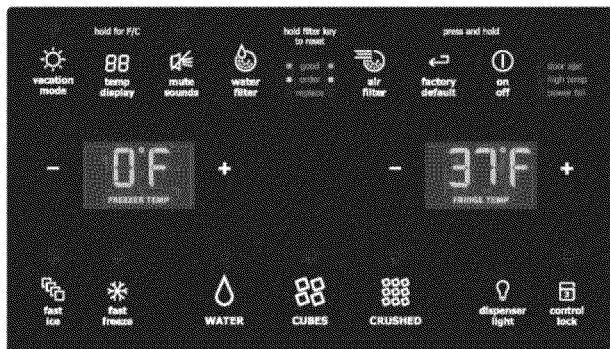 hold for F/C
hold filter key
to reset
press and hold
vacation
mode
88
temp
display
mute
sounds
water
filter
good
order
replace
air
filter
factory
default
on
off
door ajar
high temp
power fail
− 0°F +
FREEZER TEMP
− 37°F +
FRIDGE TEMP
fast
ice
fast
freeze
WATER
CUBES
CRUSHED
dispenser
light
3
control
lock